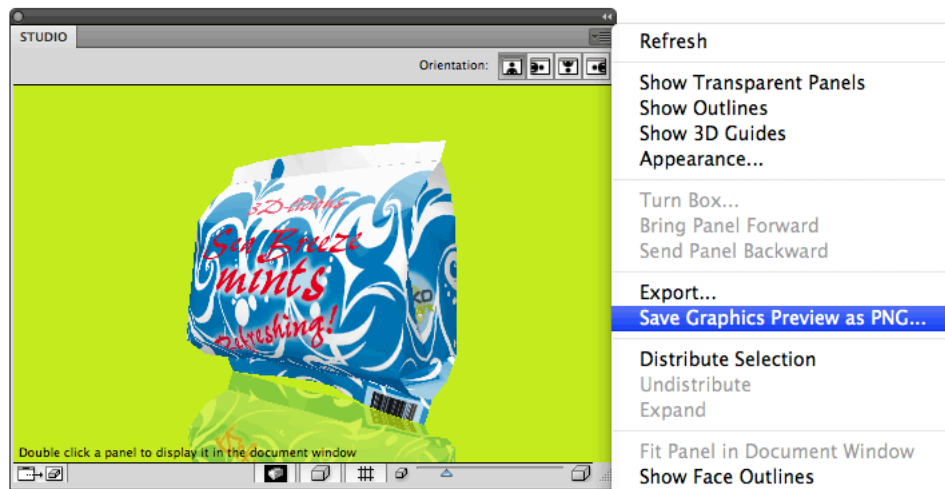 STUDIO
Orientation:
3D-licious
Sea Breeze
mints
Refreshing!
Double click a panel to display it in the document window
Refresh
Show Transparent Panels
Show Outlines
Show 3D Guides
Appearance...
Turn Box...
Bring Panel Forward
Send Panel Backward
Export...
Save Graphics Preview as PNG...
Distribute Selection
Undistribute
Expand
Fit Panel in Document Window
Show Face Outlines